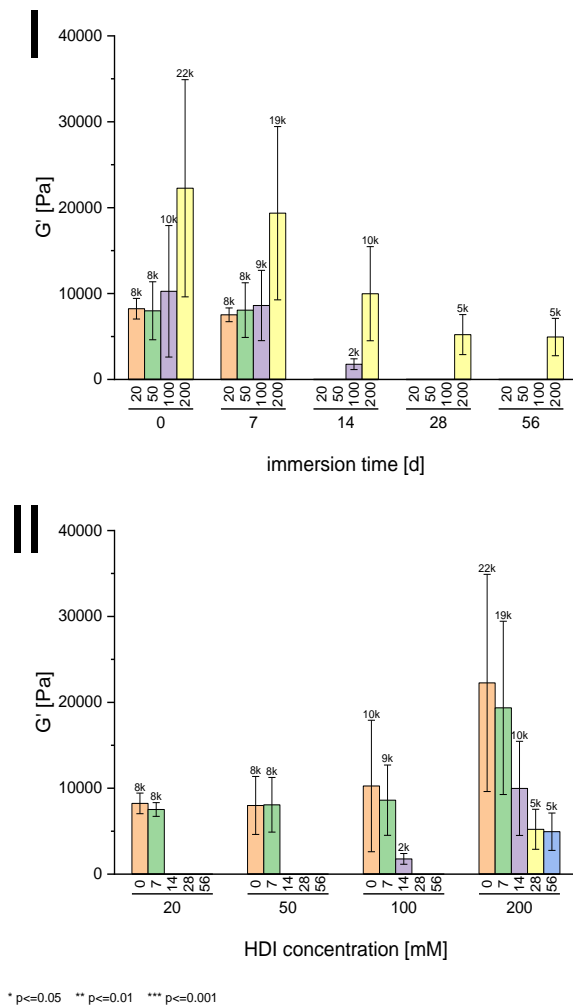 I
40000
30000
20000
10000
0
G' [Pa]
8k 8k 10k 22k 8k 8k 9k 19k 2k 10k 5k 5k
20 50 100 200 20 50 100 200 20 50 100 200 20 50 100 200 20 50 100 200
0 7 14 28 56
immersion time [d]
II
40000
30000
20000
10000
0
G' [Pa]
8k 8k 8k 8k 10k 9k 2k 22k 19k 10k 5k 5k
0 7 14 28 56 0 7 14 28 56 0 7 14 28 56 0 7 14 28 56
20 50 100 200
HDI concentration [mM]
* p<=0.05 ** p<=0.01 *** p<=0.001